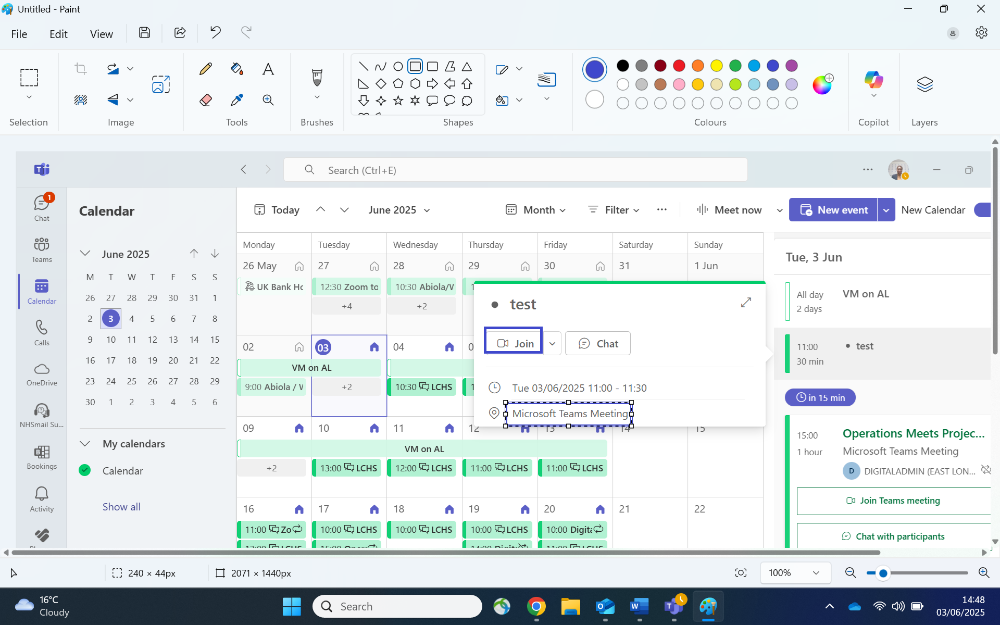 Untitled - Paint
File Edit View
Selection Image Tools Brushes Shapes Colours Copilot Layers
Search (Ctrl+E)
Chat 1
Teams
Calendar
Calls
OneDrive
NHSmail Su...
Bookings
Activity
Calendar
June 2025
M T W T F S S
26 27 28 29 30 31 1
2 3 4 5 6 7 8
9 10 11 12 13 14 15
16 17 18 19 20 21 22
23 24 25 26 27 28 29
30 1 2 3 4 5 6
My calendars
Calendar
Show all
Today June 2025 Month Filter ... Meet now New event New Calendar
Monday Tuesday Wednesday Thursday Friday Saturday Sunday
26 May 27 28 29 30 31 1 Jun
UK Bank Ho 12:30 Zoom to 10:30 Abiola/V
+4 +2
02 03 04
VM on AL
9:00 Abiola / V +2 10:30 LCHS
test
Join Chat
Tue 03/06/2025 11:00 - 11:30
Microsoft Teams Meeting
09 10 11 12 13 14 15
VM on AL
+2 13:00 LCHS 12:00 LCHS 11:00 LCHS 11:00 LCHS
16 17 18 19 20 21 22
11:00 Zo 10:00 LCHS 10:00 LCHS 10:00 LCHS 10:00 Digita
Tue, 3 Jun
All day VM on AL
2 days
11:00 • test
30 min
in 15 min
15:00 Operations Meets Projec...
1 hour Microsoft Teams Meeting
D DIGITALADMIN (EAST LON...
Join Teams meeting
Chat with participants
240 × 44px 2071 × 1440px 100%
16°C
Cloudy
Search
14:48
03/06/2025